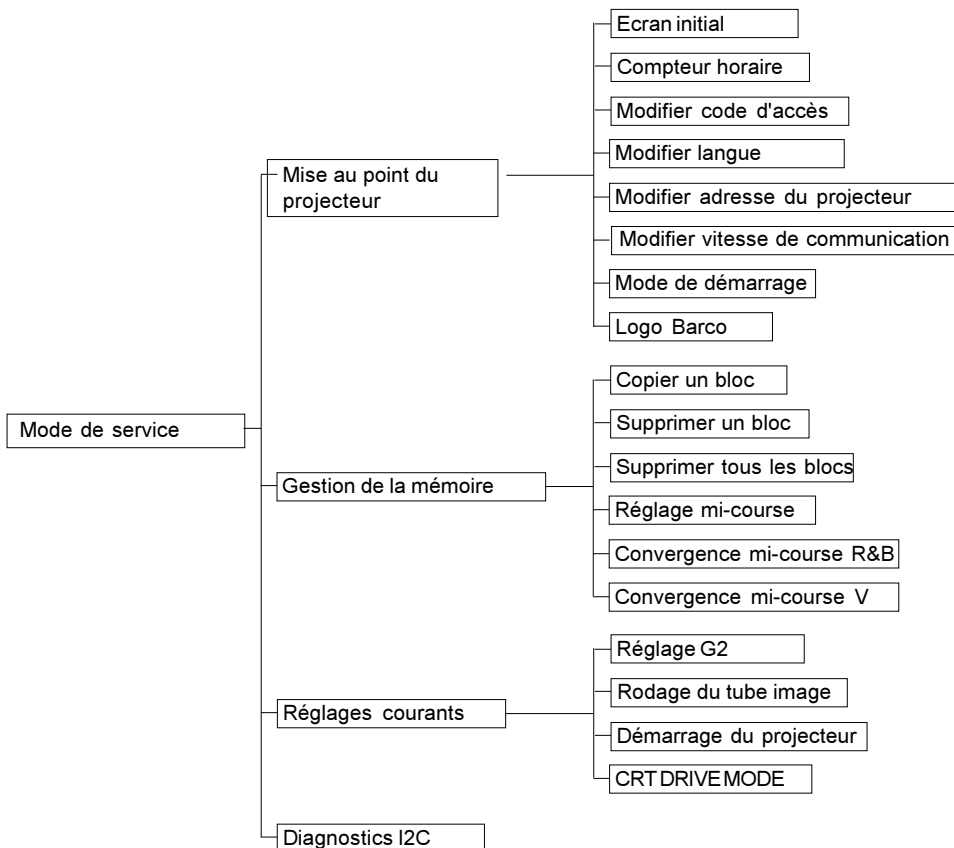 Mode de service
Mise au point du
projecteur
Ecran initial
Compteur horaire
Modifier code d'accès
Modifier langue
Modifier adresse du projecteur
Modifier vitesse de communication
Mode de démarrage
Logo Barco
Gestion de la mémoire
Copier un bloc
Supprimer un bloc
Supprimer tous les blocs
Réglage mi-course
Convergence mi-course R&B
Convergence mi-course V
Réglages courants
Réglage G2
Rodage du tube image
Démarrage du projecteur
CRT DRIVE MODE
Diagnostics I2C